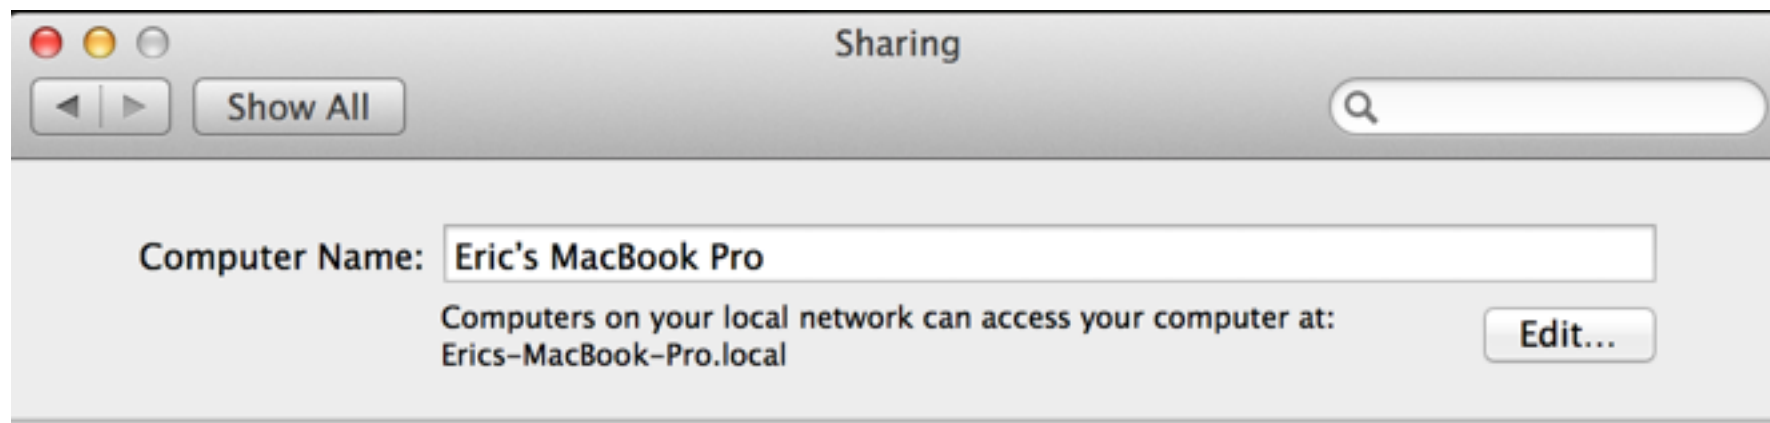 Sharing
Show All
Computer Name: Eric's MacBook Pro
Computers on your local network can access your computer at:
Erics-MacBook-Pro.local
Edit...